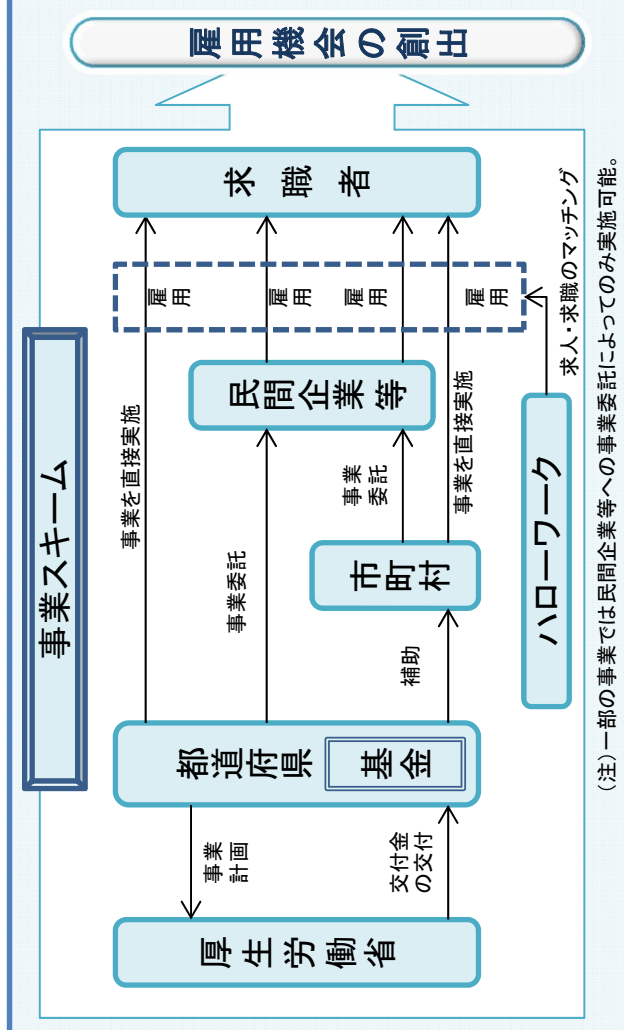 事業スキーム
厚生労働省
事業
計画
交付金
の交付
都道府県
基金
事業を直接実施
事業委託
補助
市町村
事業
委託
事業を直接実施
民間企業等
雇用
雇用
雇用
雇用
求職者
ハローワーク
求人・求職のマッチング
雇用機会の創出
（注）一部の事業では民間企業等への事業委託によってのみ実施可能。